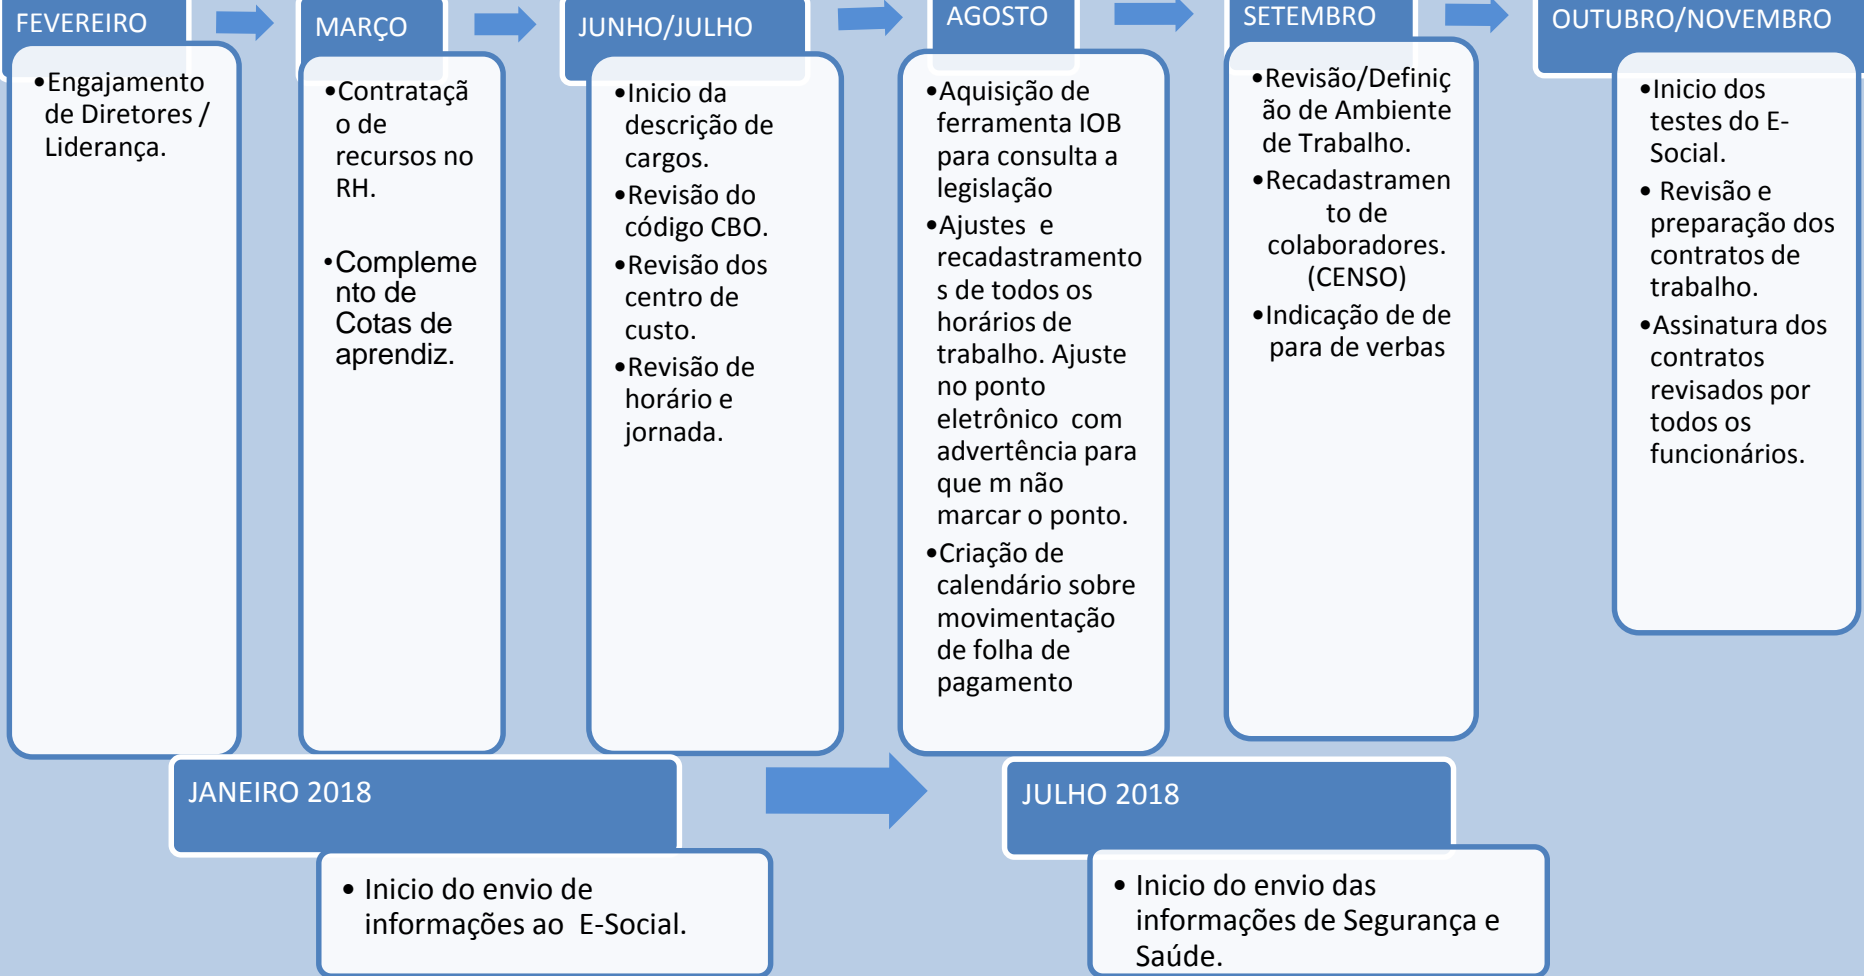 FEVEREIRO
•Engajamento
de Diretores /
Liderança.
MARÇO
•Contrataçã
o de
recursos no
RH.
•Compleme
nto de
Cotas de
aprendiz.
JUNHO/JULHO
•Inicio da
descrição de
cargos.
•Revisão do
código CBO.
•Revisão dos
centro de
custo.
•Revisão de
horário e
jornada.
AGOSTO
•Aquisição de
ferramenta IOB
para consulta a
legislação
•Ajustes e
recadastramento
s de todos os
horários de
trabalho. Ajuste
no ponto
eletrônico com
advertência para
que m não
marcar o ponto.
•Criação de
calendário sobre
movimentação
de folha de
pagamento
SETEMBRO
•Revisão/Definiç
ão de Ambiente
de Trabalho.
•Recadastramen
to de
colaboradores.
(CENSO)
•Indicação de de
para de verbas
OUTUBRO/NOVEMBRO
•Inicio dos
testes do E-
Social.
• Revisão e
preparação dos
contratos de
trabalho.
•Assinatura dos
contratos
revisados por
todos os
funcionários.
JANEIRO 2018
• Inicio do envio de
informações ao E-Social.
JULHO 2018
• Inicio do envio das
informações de Segurança e
Saúde.